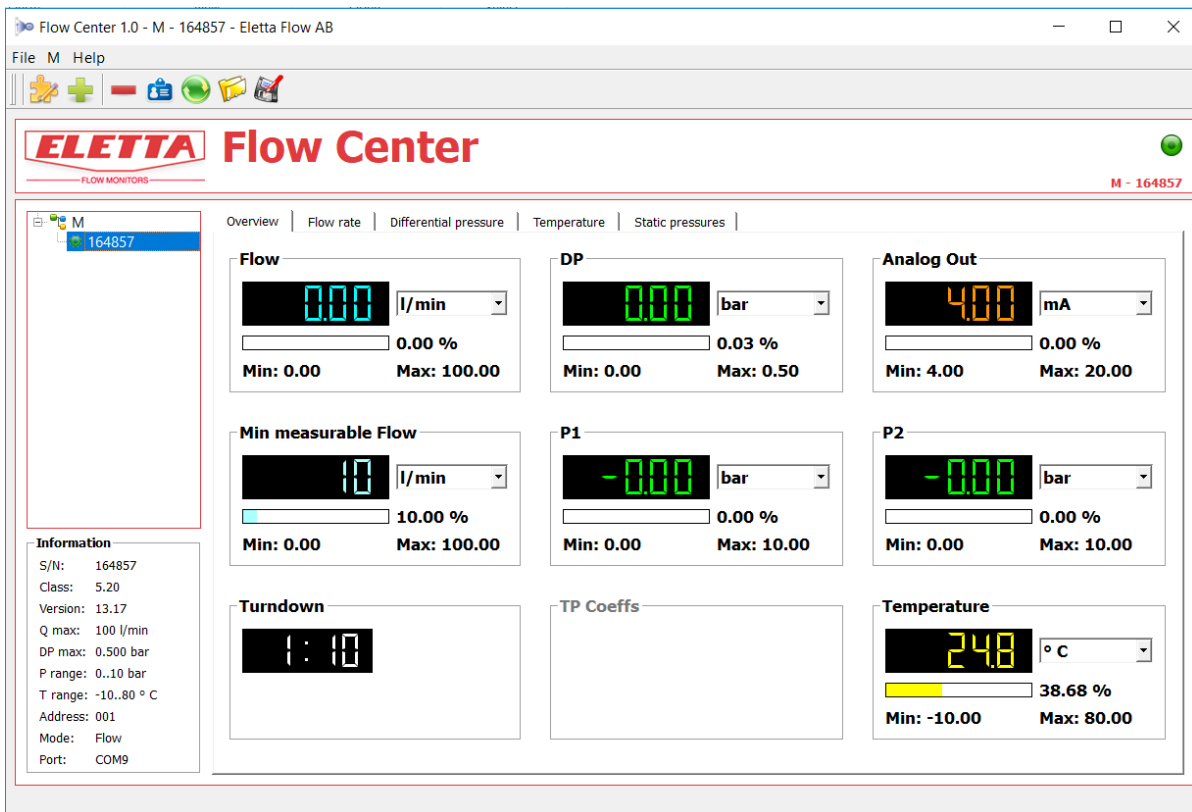 Flow Center 1.0 - M - 164857 - Eletta Flow AB
File M Help
ELETTA
FLOW MONITORS
Flow Center
M - 164857
M
164857
Overview Flow rate Differential pressure Temperature Static pressures
Flow
0.00 l/min
0.00 %
Min: 0.00 Max: 100.00
DP
0.00 bar
0.03 %
Min: 0.00 Max: 0.50
Analog Out
4.00 mA
0.00 %
Min: 4.00 Max: 20.00
Min measurable Flow
10 l/min
10.00 %
Min: 0.00 Max: 100.00
P1
-0.00 bar
0.00 %
Min: 0.00 Max: 10.00
P2
-0.00 bar
0.00 %
Min: 0.00 Max: 10.00
Turndown
1: 10
TP Coeffs
Temperature
24.8 ° C
38.68 %
Min: -10.00 Max: 80.00
Information
S/N: 164857
Class: 5.20
Version: 13.17
Q max: 100 l/min
DP max: 0.500 bar
P range: 0..10 bar
T range: -10..80 ° C
Address: 001
Mode: Flow
Port: COM9